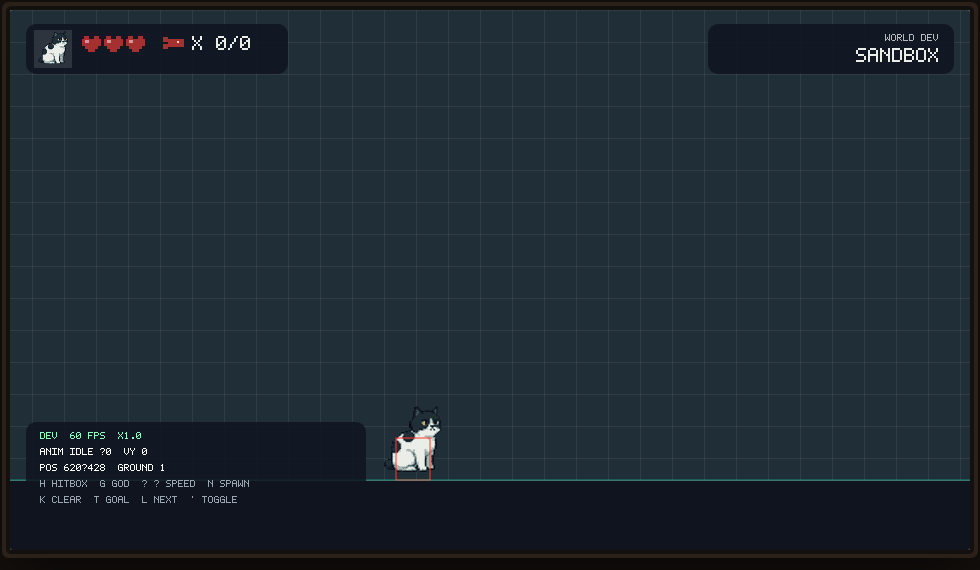 X 0/0
WORLD DEV
SANDBOX
DEV 60 FPS X1.0
ANIM IDLE ?0 VY 0
POS 620?428 GROUND 1
H HITBOX G GOD ? ? SPEED N SPAWN
K CLEAR T GOAL L NEXT ' TOGGLE